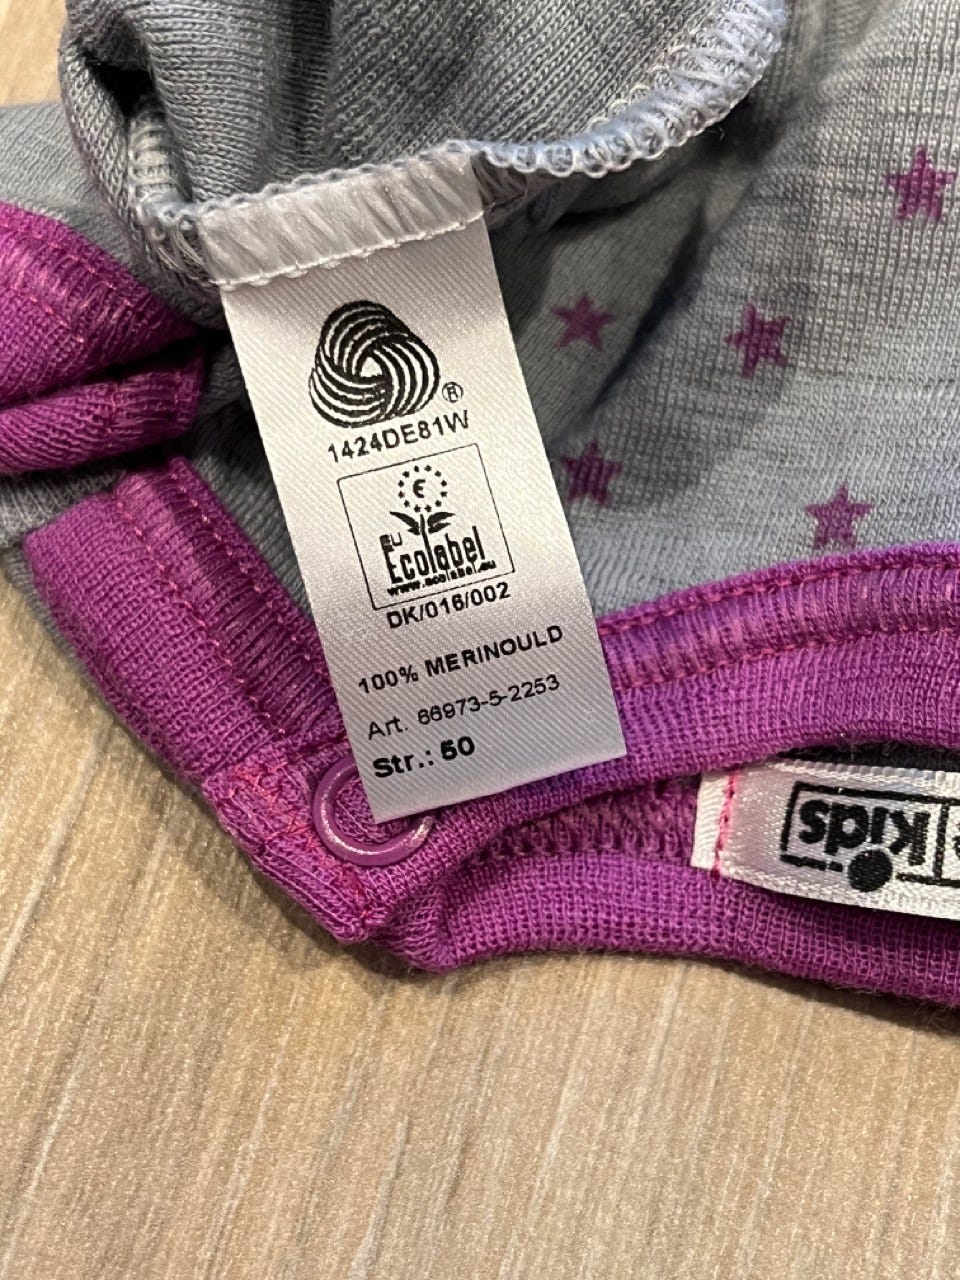 ®
1424DE81W
€
EU
Ecolabel
www.ecolabel.eu
DK/016/002
100% MERINOULD
Art. 66973-5-2253
Str.: 50
kids